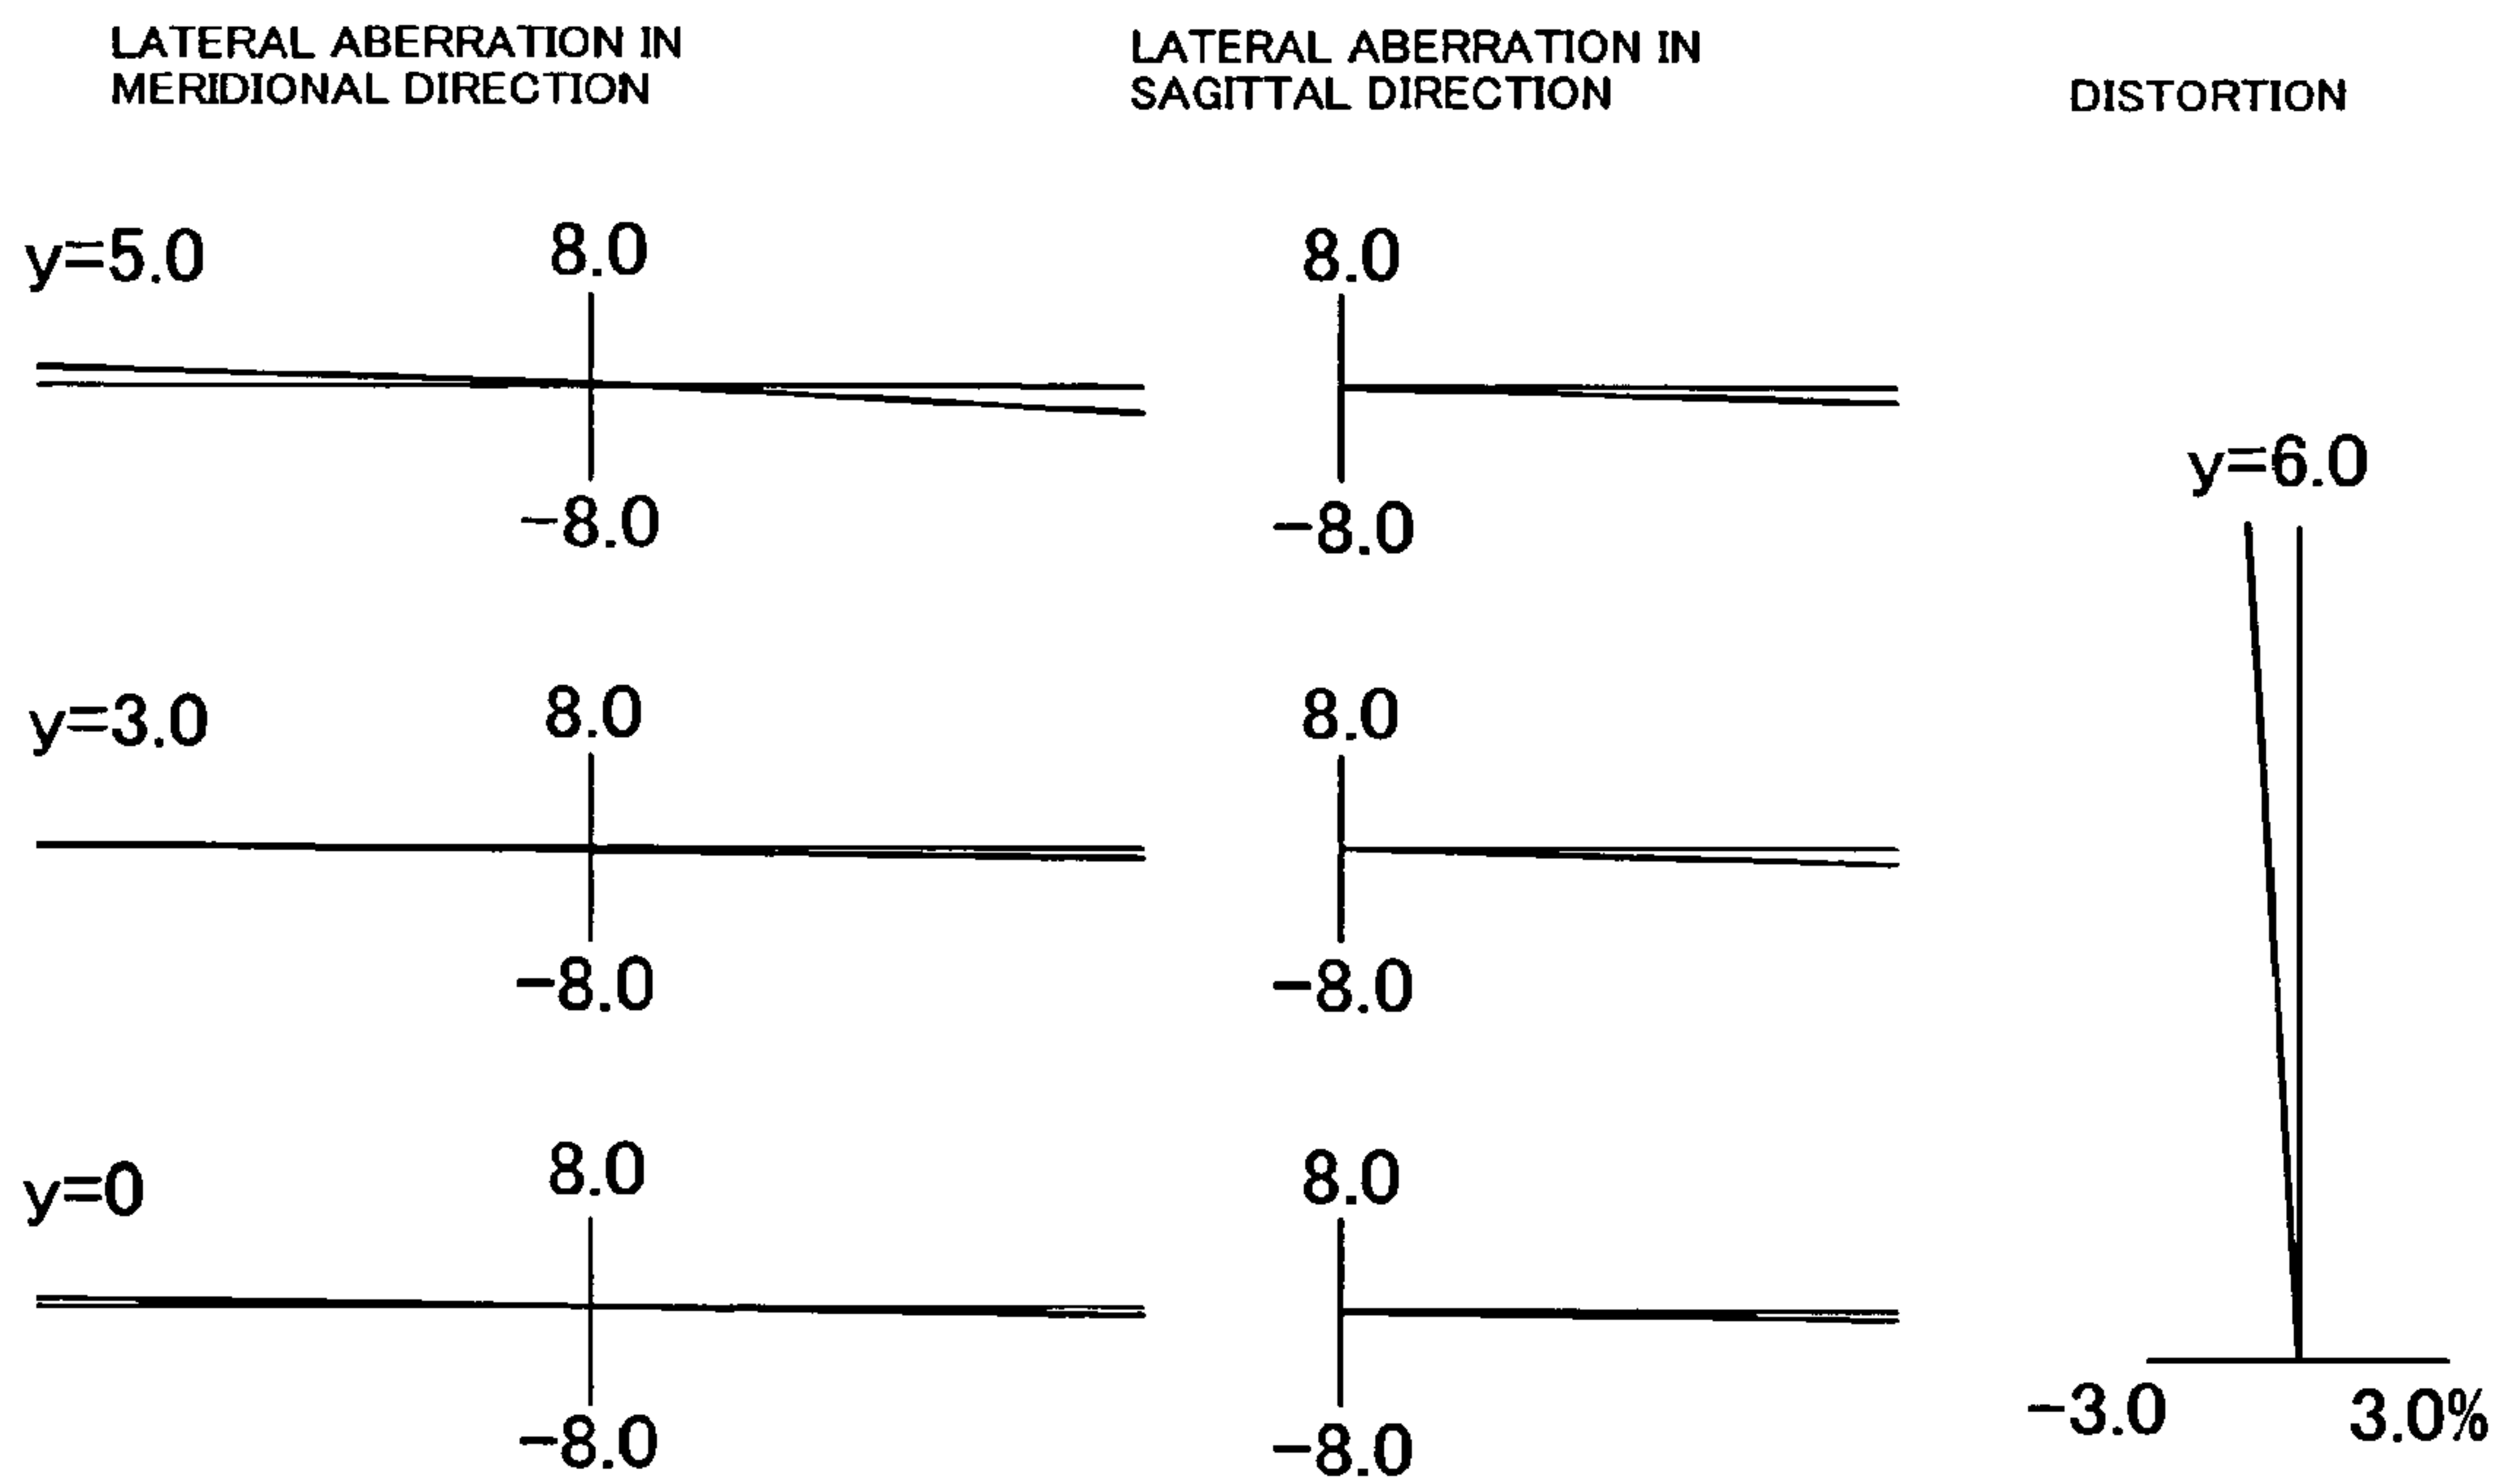 LATERAL ABERRATION IN
MERIDIONAL DIRECTION
LATERAL ABERRATION IN
SAGITTAL DIRECTION
DISTORTION
y=5.0
8.0
−8.0
8.0
−8.0
y=6.0
y=3.0
8.0
−8.0
8.0
−8.0
y=0
8.0
−8.0
8.0
−8.0
−3.0
3.0%